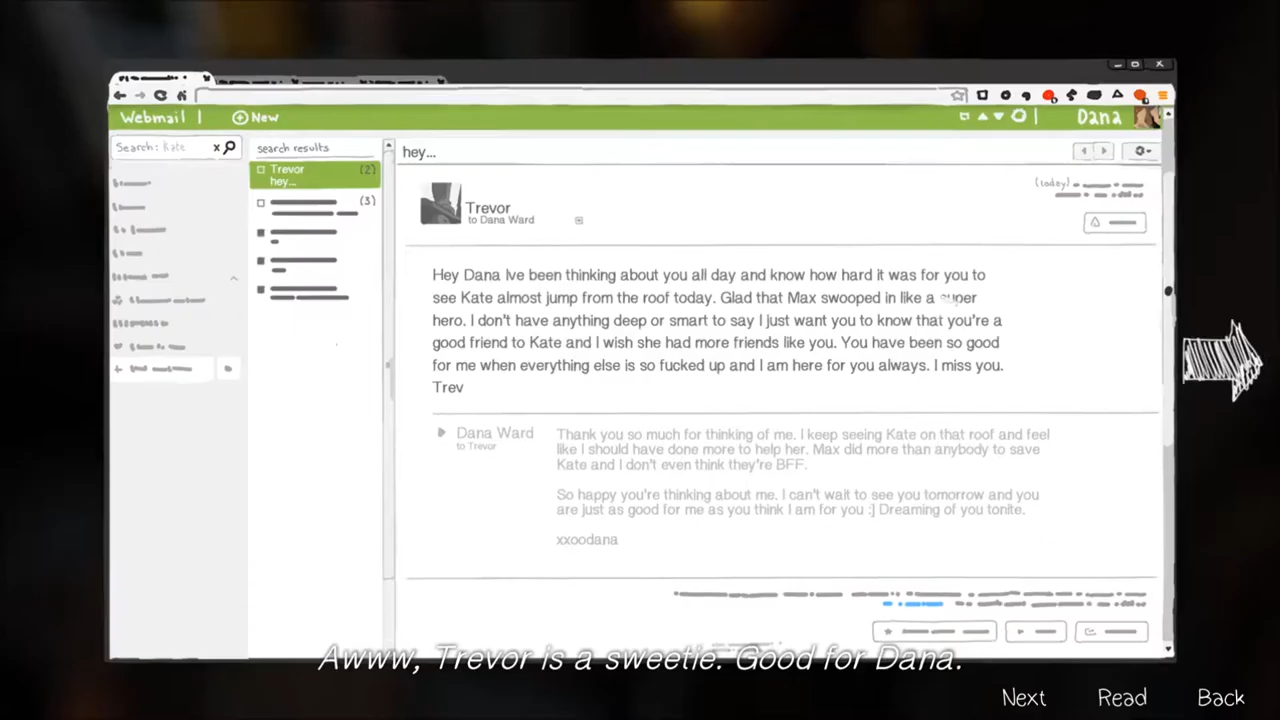 Webmail | New Dana
Search: Kate x
search results
hey...
Trevor (2)
hey...
(3)
(today)
Trevor
to Dana Ward
Hey Dana Ive been thinking about you all day and know how hard it was for you to
see Kate almost jump from the roof today. Glad that Max swooped in like a super
hero. I don't have anything deep or smart to say I just want you to know that you're a
good friend to Kate and I wish she had more friends like you. You have been so good
for me when everything else is so fucked up and I am here for you always. I miss you.
Trev
Dana Ward
to Trevor
Thank you so much for thinking of me. I keep seeing Kate on that roof and feel
like I should have done more to help her. Max did more than anybody to save
Kate and I don't even think they're BFF.
So happy you're thinking about me. I can't wait to see you tomorrow and you
are just as good for me as you think I am for you :] Dreaming of you tonite.
xxoodana
Awww, Trevor is a sweetie. Good for Dana.
Next Read Back